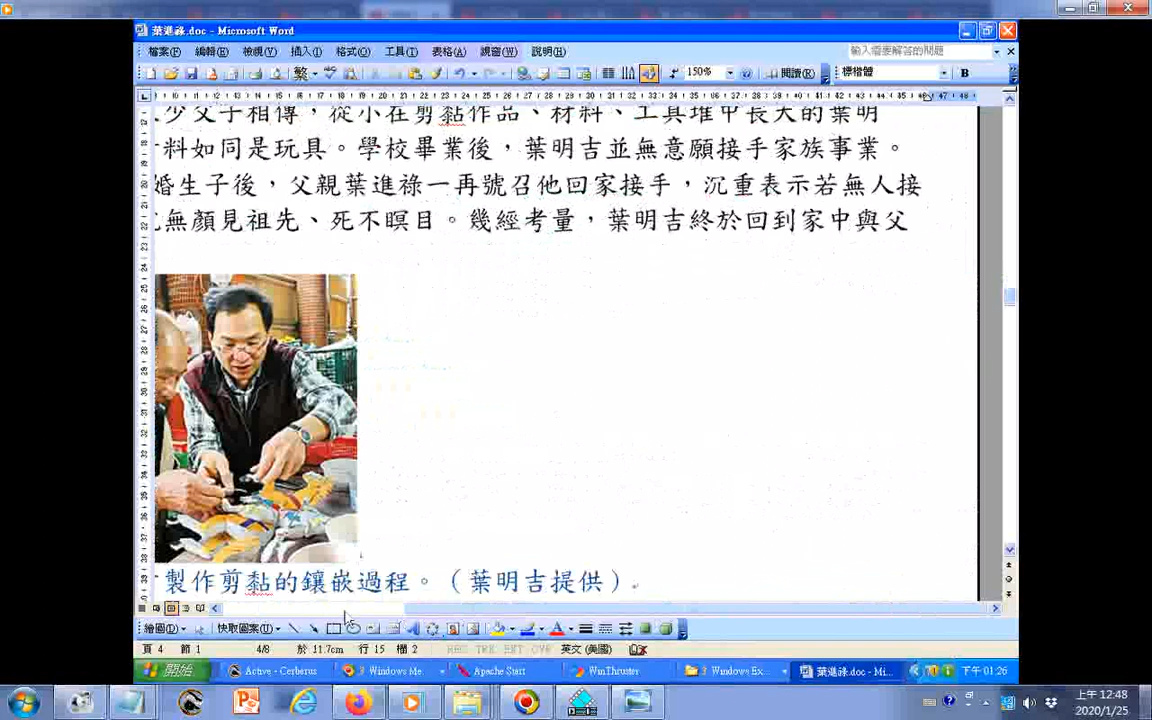 葉進祿.doc - Microsoft Word
檔案(F) 編輯(E) 檢視(V) 插入(I) 格式(O) 工具(T) 表格(A) 視窗(W) 說明(H) 輸入需要解答的問題
150% 閱讀(R) 標楷體 B
少父子相傳，從小在剪黏作品、材料、工具堆中長大的葉明
料如同是玩具。學校畢業後，葉明吉並無意願接手家族事業。
婚生子後，父親葉進祿一再號召他回家接手，沉重表示若無人接
無顏見祖先、死不瞑目。幾經考量，葉明吉終於回到家中與父
製作剪黏的鑲嵌過程。（葉明吉提供）
繪圖(D) 快取圖案(U)
頁 4 節 1 4/8 於 11.7cm 行 15 欄 2 REC TRK EXT OVR 英文 (美國)
開始 Active - Cerberus 3 Windows Me... Apache Start WinThruster 3 Windows Ex... 葉進祿.doc - Mi... 下午 01:26
上午 12:48
2020/1/25